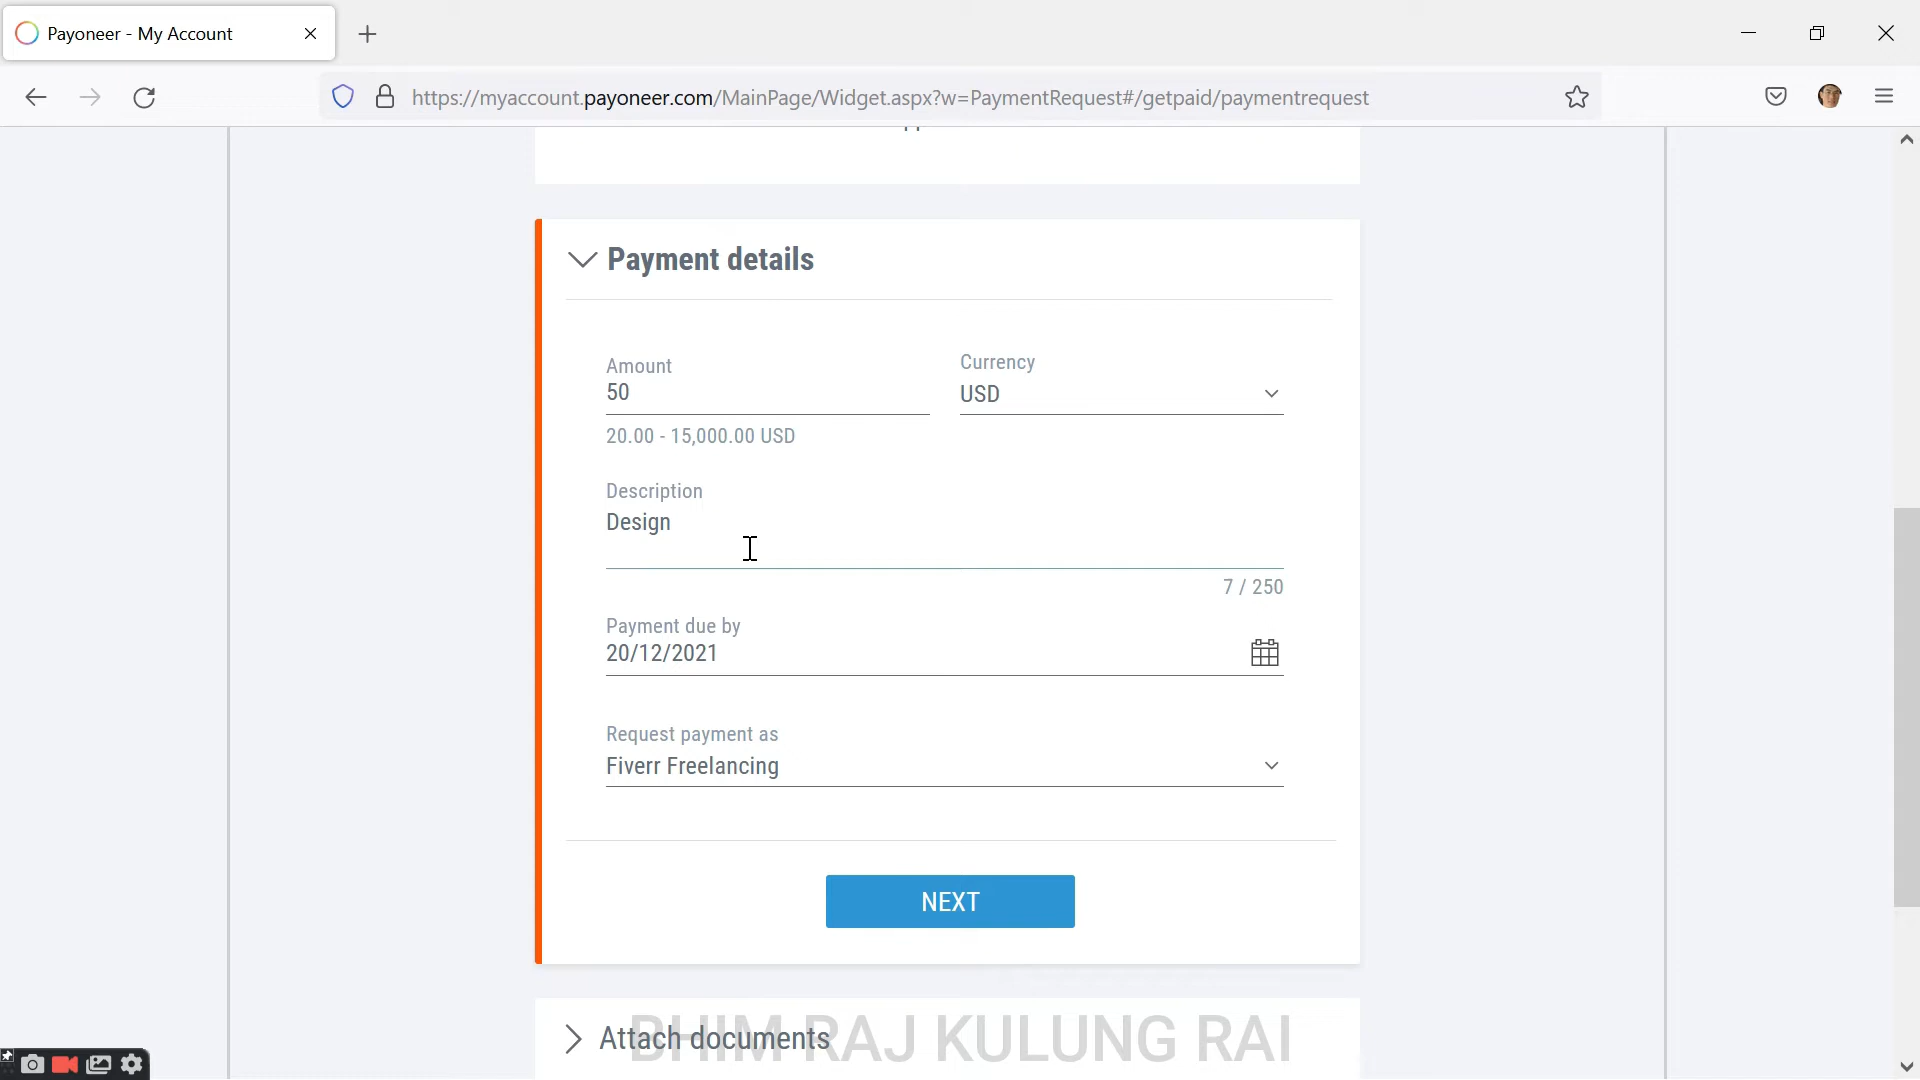 Payoneer - My Account
https://myaccount.payoneer.com/MainPage/Widget.aspx?w=PaymentRequest#/getpaid/paymentrequest
Payment details
Amount
50
Currency
USD
20.00 - 15,000.00 USD
Description
Design
7 / 250
Payment due by
20/12/2021
Request payment as
Fiverr Freelancing
NEXT
Attach documents
BHIM RAJ KULUNG RAI